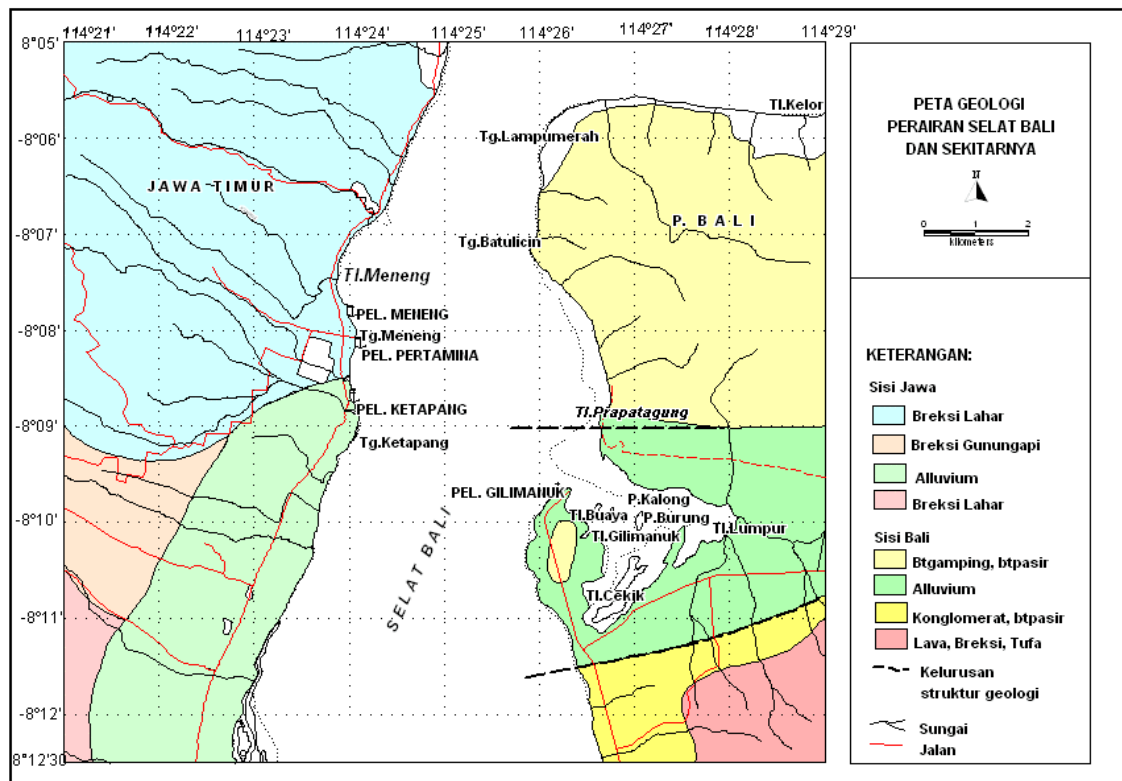 114°21' 114°22' 114°23' 114°24' 114°25' 114°26' 114°27' 114°28' 114°29'
8°05'
-8°06'
-8°07'
-8°08'
-8°09'
-8°10'
-8°11'
-8°12'
8°12'30
JAWA TIMUR
Tl.Meneng
PEL. MENENG
Tg.Meneng
PEL. PERTAMINA
PEL. KETAPANG
Tg.Ketapang
SELAT BALI
Tl.Kelor
Tg.Lampumerah
P. BALI
Tg.Batulicin
Tl.Prapatagung
PEL. GILIMANUK
P.Kalong
Tl.Buaya
P.Burung
Tl.Lumpur
Tl.Gilimanuk
Tl.Cekik
PETA GEOLOGI
PERAIRAN SELAT BALI
DAN SEKITARNYA
N
0 1 2
kilometers
KETERANGAN:
Sisi Jawa
Breksi Lahar
Breksi Gunungapi
Alluvium
Breksi Lahar
Sisi Bali
Btgamping, btpasir
Alluvium
Konglomerat, btpasir
Lava, Breksi, Tufa
Kelurusan
struktur geologi
Sungai
Jalan